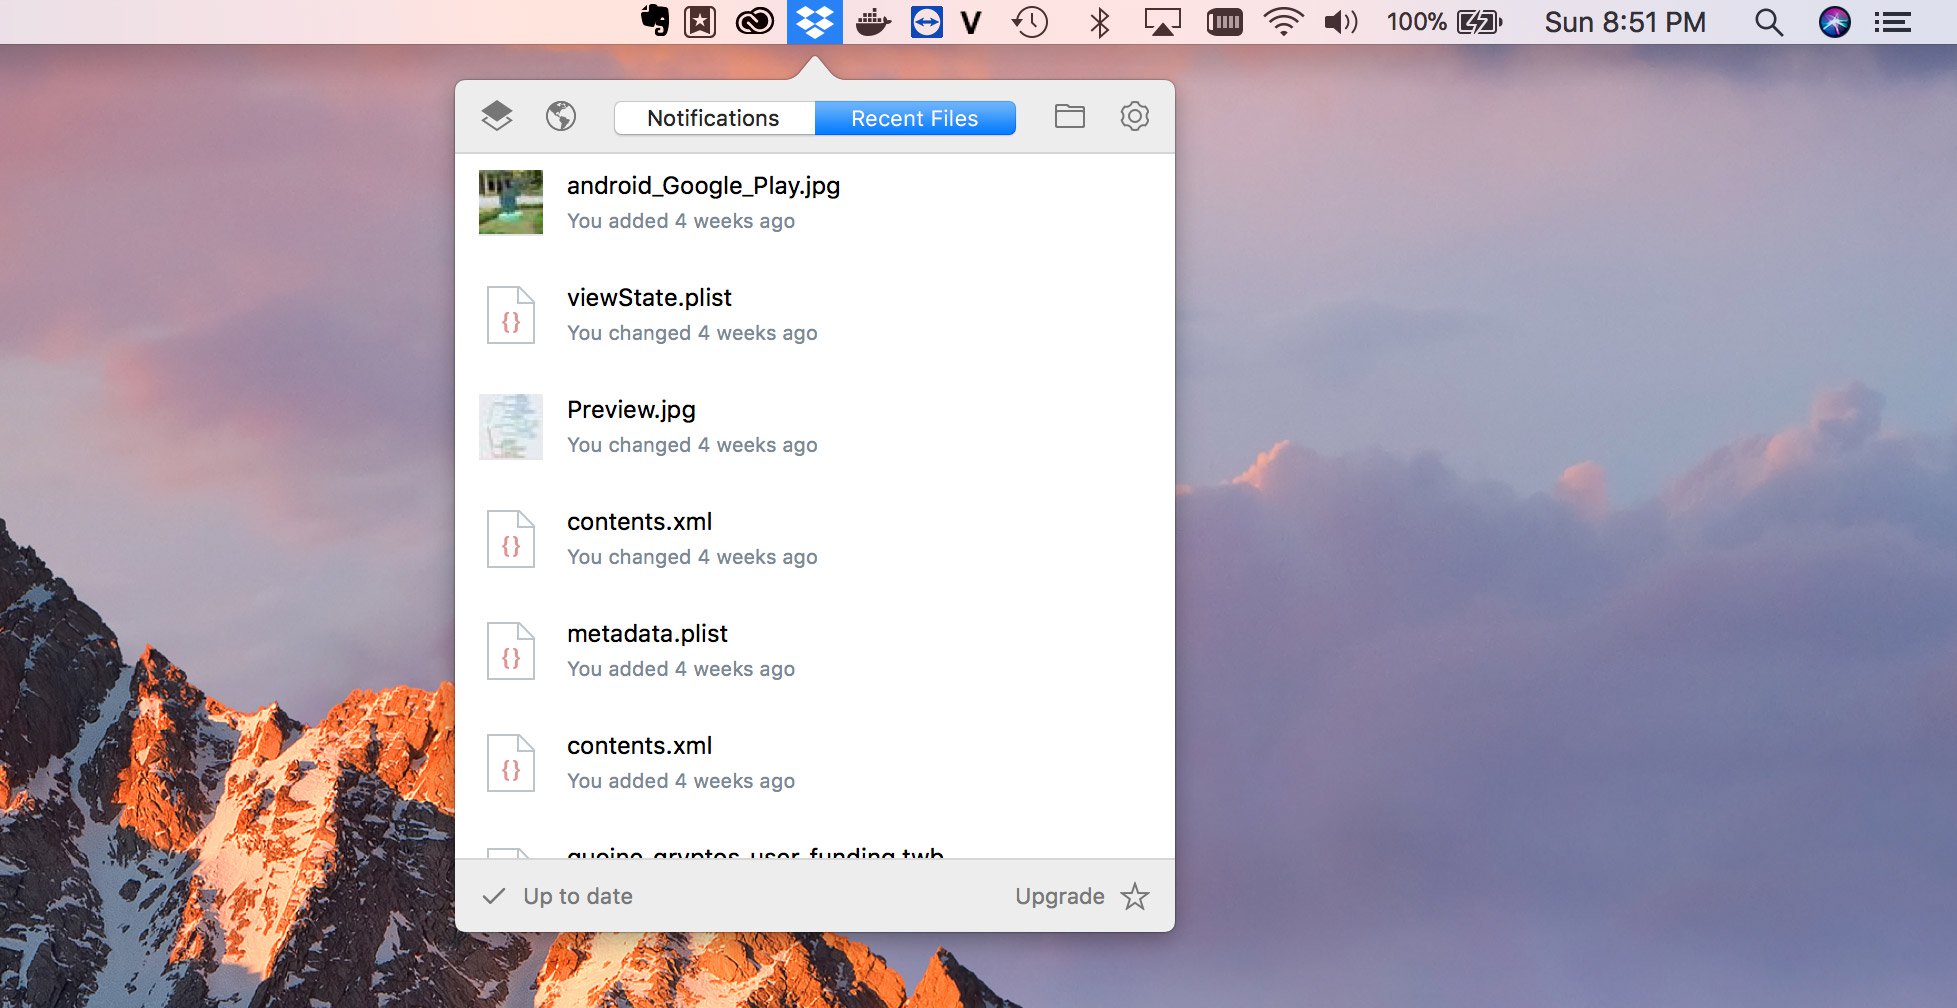 V
100%
Sun 8:51 PM
Notifications
Recent Files
android_Google_Play.jpg
You added 4 weeks ago
viewState.plist
You changed 4 weeks ago
Preview.jpg
You changed 4 weeks ago
contents.xml
You changed 4 weeks ago
metadata.plist
You added 4 weeks ago
contents.xml
You added 4 weeks ago
Up to date
Upgrade